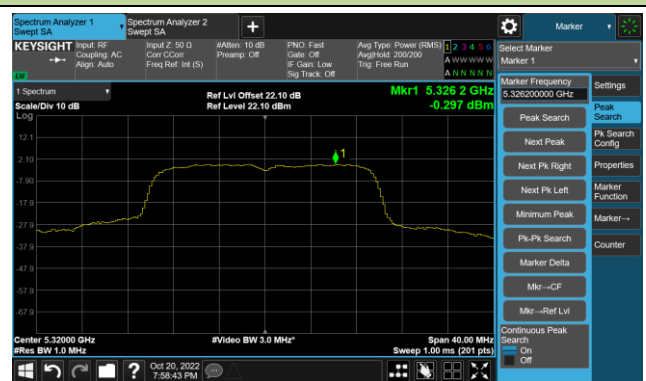 Spectrum Analyzer 1
Swept SA
Spectrum Analyzer 2
Swept SA
+
Marker
KEYSIGHT
Input: RF
Coupling: AC
Align: Auto
Input Z: 50 Ω
Corr CCorr
Freq Ref: Int (S)
#Atten: 10 dB
Preamp: Off
PNO: Fast
Gate: Off
IF Gain: Low
Sig Track: Off
Avg Type: Power (RMS)
Avg|Hold: 200/200
Trig: Free Run
1 2 3 4 5 6
A W W W W W
A N N N N N
LXI
1 Spectrum
Scale/Div 10 dB
Log
Ref Lvl Offset 22.10 dB
Ref Level 22.10 dBm
Mkr1 5.326 2 GHz
-0.297 dBm
12.1
2.10
-7.90
-17.9
-27.9
-37.9
-47.9
-57.9
-67.9
1
Center 5.32000 GHz
#Res BW 1.0 MHz
#Video BW 3.0 MHz*
Span 40.00 MHz
Sweep 1.00 ms (201 pts)
Select Marker
Marker 1
Marker Frequency
5.326200000 GHz
Peak Search
Next Peak
Next Pk Right
Next Pk Left
Minimum Peak
Pk-Pk Search
Marker Delta
Mkr→CF
Mkr→Ref Lvl
Continuous Peak
Search
On
Off
Settings
Peak
Search
Pk Search
Config
Properties
Marker
Function
Marker→
Counter
?
Oct 20, 2022
7:58:43 PM